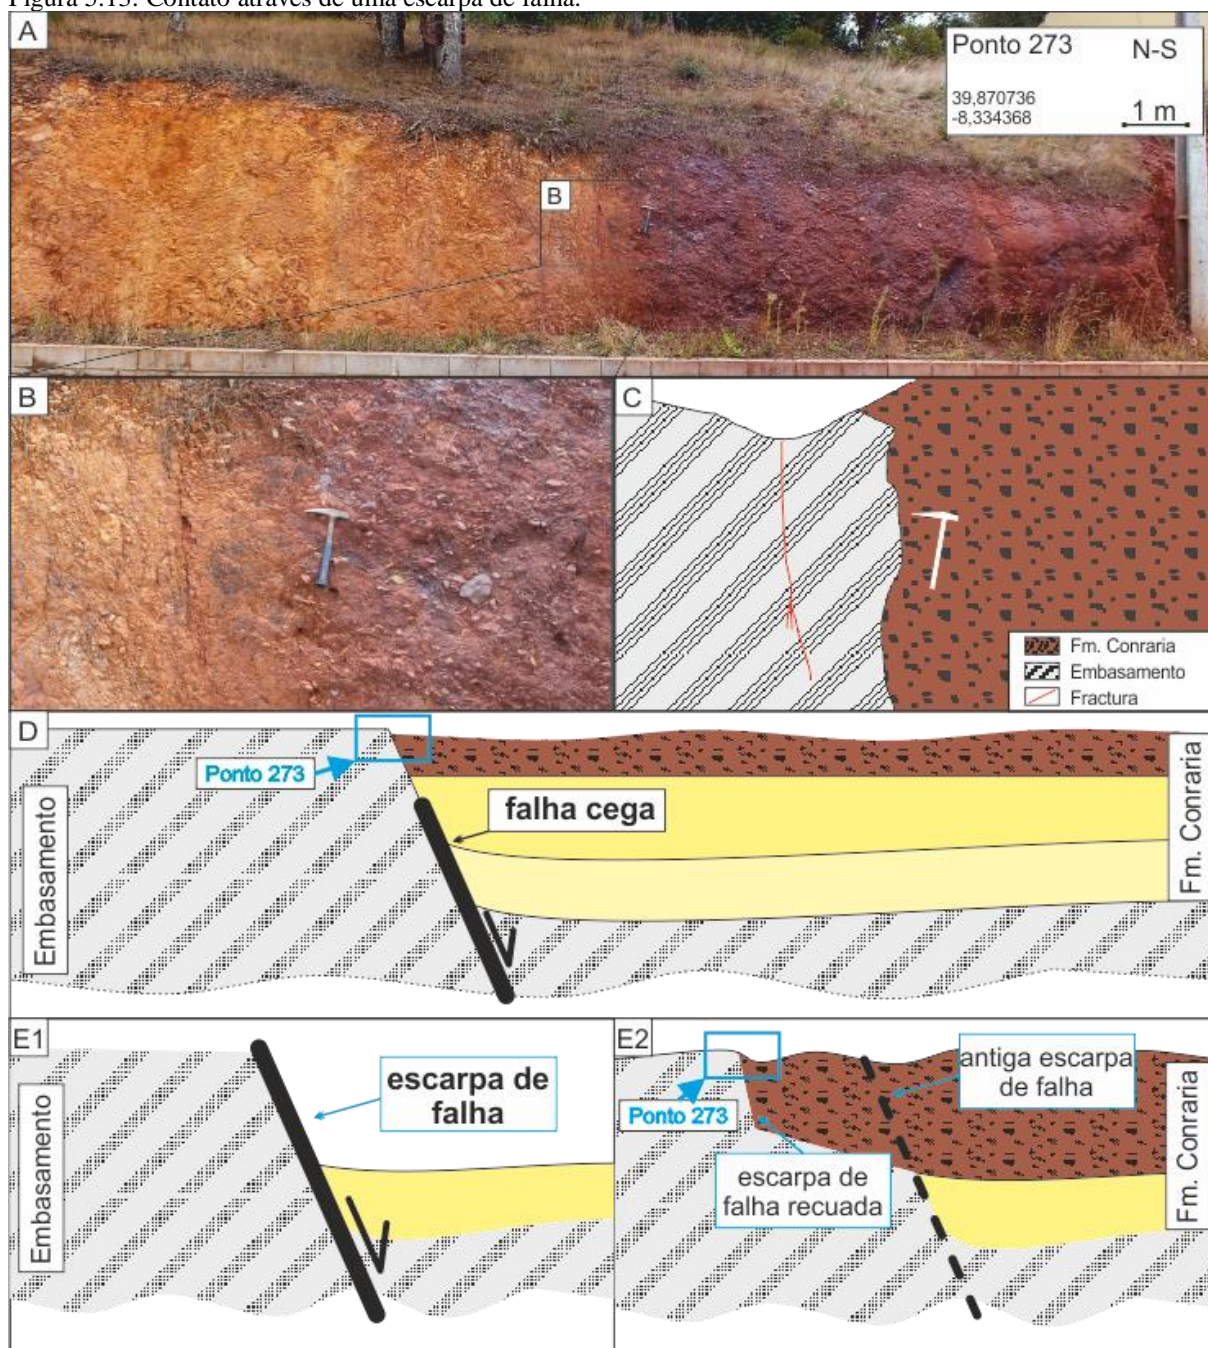 Figura 5.13: Contato através de uma escarpa de falha.
A
Ponto 273
N-S
39,870736
-8,334368
1 m
B
B
C
Fm. Conraria
Embasamento
Fractura
D
Ponto 273
falha cega
Embasamento
Fm. Conraria
E1
escarpa de
falha
Embasamento
E2
antiga escarpa
de falha
Ponto 273
escarpa de
falha recuada
Fm. Conraria